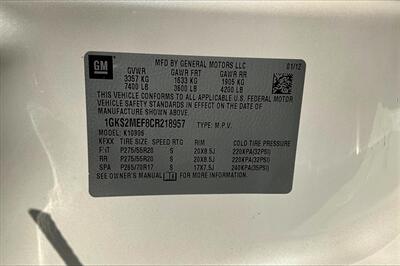 GM
MFD BY GENERAL MOTORS LLC
01/12
GVWR GAWR FRT GAWR RR
3357 KG 1633 KG 1905 KG
7400 LB 3600 LB 4200 LB
THIS VEHICLE CONFORMS TO ALL APPLICABLE U.S. FEDERAL MOTOR
VEHICLE SAFETY AND THEFT PREVENTION STANDARDS IN EFFECT ON THE DATE OF
MANUFACTURE SHOWN ABOVE.
1GKS2MEF8CR218957 TYPE: M.P.V.
MODEL: K10906
KFXX TIRE SIZE SPEED RTG RIM COLD TIRE PRESSURE
FRT P275/55R20 S 20X8.5J 220KPA(32PSI)
RR P275/55R20 S 20X8.5J 220KPA(32PSI)
SPA P265/70R17 S 17X7.5J 240KPA(35PSI)
SEE OWNER'S MANUAL FOR ADDITIONAL INFORMATION